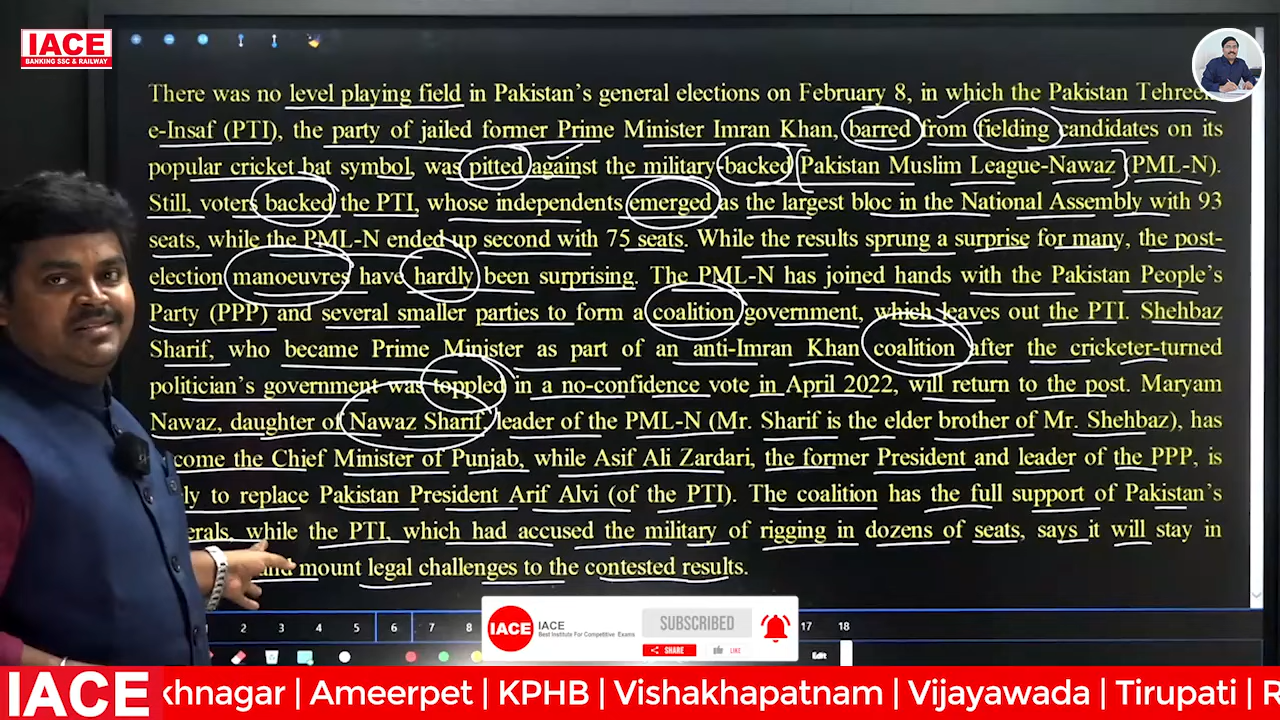 IACE
BANKING SSC & RAILWAY
There was no level playing field in Pakistan's general elections on February 8, in which the Pakistan Tehree
e-Insaf (PTI), the party of jailed former Prime Minister Imran Khan, barred from fielding candidates on its
popular cricket bat symbol, was pitted against the military-backed Pakistan Muslim League-Nawaz (PML-N).
Still, voters backed the PTI, whose independents emerged as the largest bloc in the National Assembly with 93
seats, while the PML-N ended up second with 75 seats. While the results sprung a surprise for many, the post-
election manoeuvres have hardly been surprising. The PML-N has joined hands with the Pakistan People's
Party (PPP) and several smaller parties to form a coalition government, which leaves out the PTI. Shehbaz
Sharif, who became Prime Minister as part of an anti-Imran Khan coalition after the cricketer-turned
politician's government was toppled in a no-confidence vote in April 2022, will return to the post. Maryam
Nawaz, daughter of Nawaz Sharif, leader of the PML-N (Mr. Sharif is the elder brother of Mr. Shehbaz), has
come the Chief Minister of Punjab, while Asif Ali Zardari, the former President and leader of the PPP, is
ly to replace Pakistan President Arif Alvi (of the PTI). The coalition has the full support of Pakistan's
erals, while the PTI, which had accused the military of rigging in dozens of seats, says it will stay in
and mount legal challenges to the contested results.
2 3 4 5 6 7 8 17 18
IACE
IACE
Best Institute For Competitive Exams
SUBSCRIBED
SHARE
LIKE
Edit
IACE
khnagar | Ameerpet | KPHB | Vishakhapatnam | Vijayawada | Tirupati | R